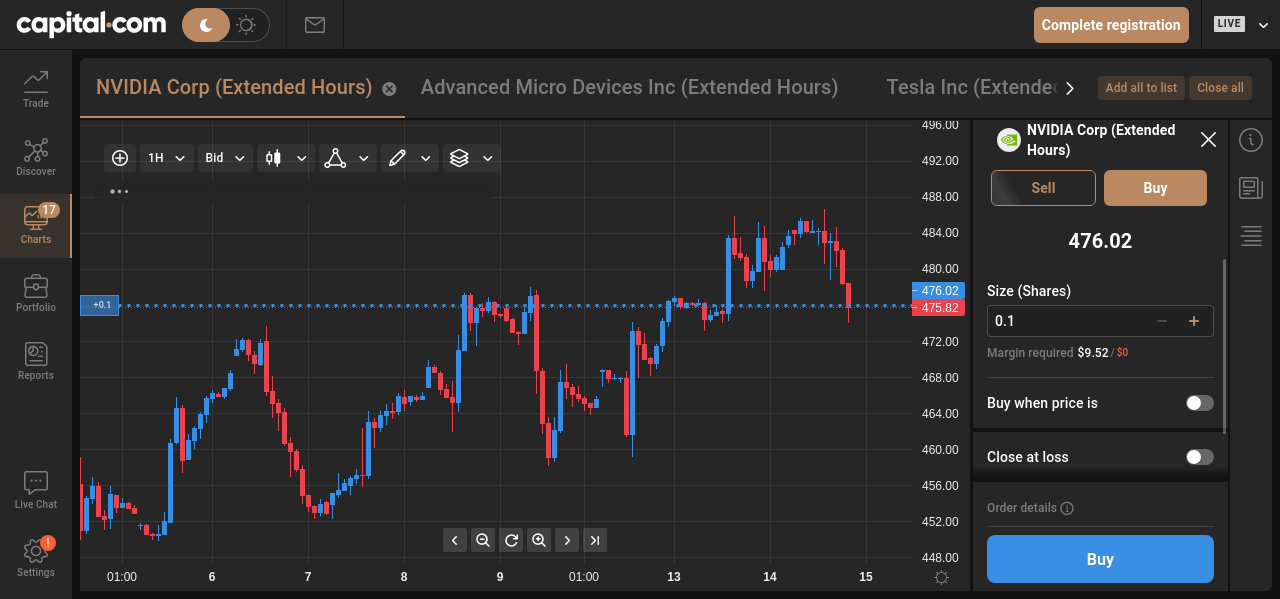 capital.com
Complete registration
LIVE
Trade
Discover
17
Charts
Portfolio
Reports
Live Chat
!
Settings
NVIDIA Corp (Extended Hours)
Advanced Micro Devices Inc (Extended Hours)
Tesla Inc (Extende
Add all to list
Close all
1H
Bid
+0.1
496.00
492.00
488.00
484.00
480.00
476.02
475.82
472.00
468.00
464.00
460.00
456.00
452.00
448.00
01:00 6 7 8 9 01:00 13 14 15
NVIDIA Corp (Extended
Hours)
Sell
Buy
476.02
Size (Shares)
0.1
Margin required $9.52 / $0
Buy when price is
Close at loss
Order details
Buy